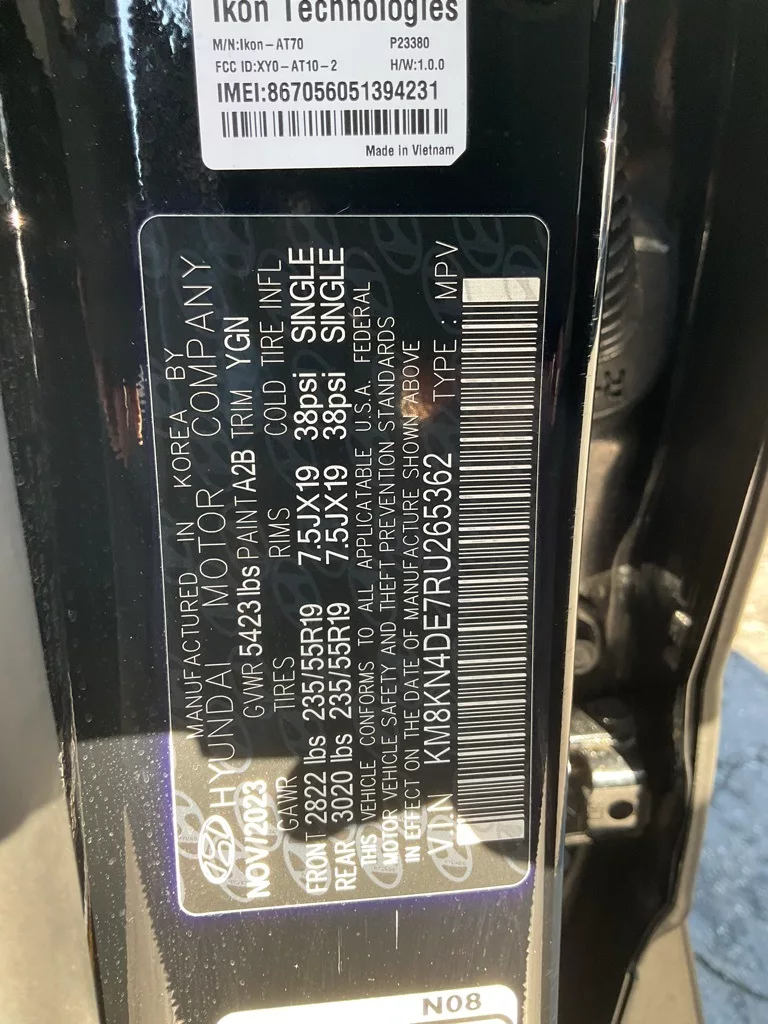 Ikon Technologies
M/N:Ikon-AT70 P23380
FCC ID:XY0-AT10-2 H/W:1.0.0
IMEI:867056051394231
Made in Vietnam
MANUFACTURED IN KOREA BY
HYUNDAI MOTOR COMPANY
NOV/2023 GVWR 5423 lbs PAINT A2B TRIM YGN
GAWR TIRES RIMS COLD TIRE INFL
FRONT 2822 lbs 235/55R19 7.5JX19 38psi SINGLE
REAR 3020 lbs 235/55R19 7.5JX19 38psi SINGLE
THIS VEHICLE CONFORMS TO ALL APPLICATABLE U.S.A. FEDERAL
MOTOR VEHICLE SAFETY AND THEFT PREVENTION STANDARDS
IN EFFECT ON THE DATE OF MANUFACTURE SHOWN ABOVE
V.I.N KM8KN4DE7RU265362 TYPE : MPV
N08